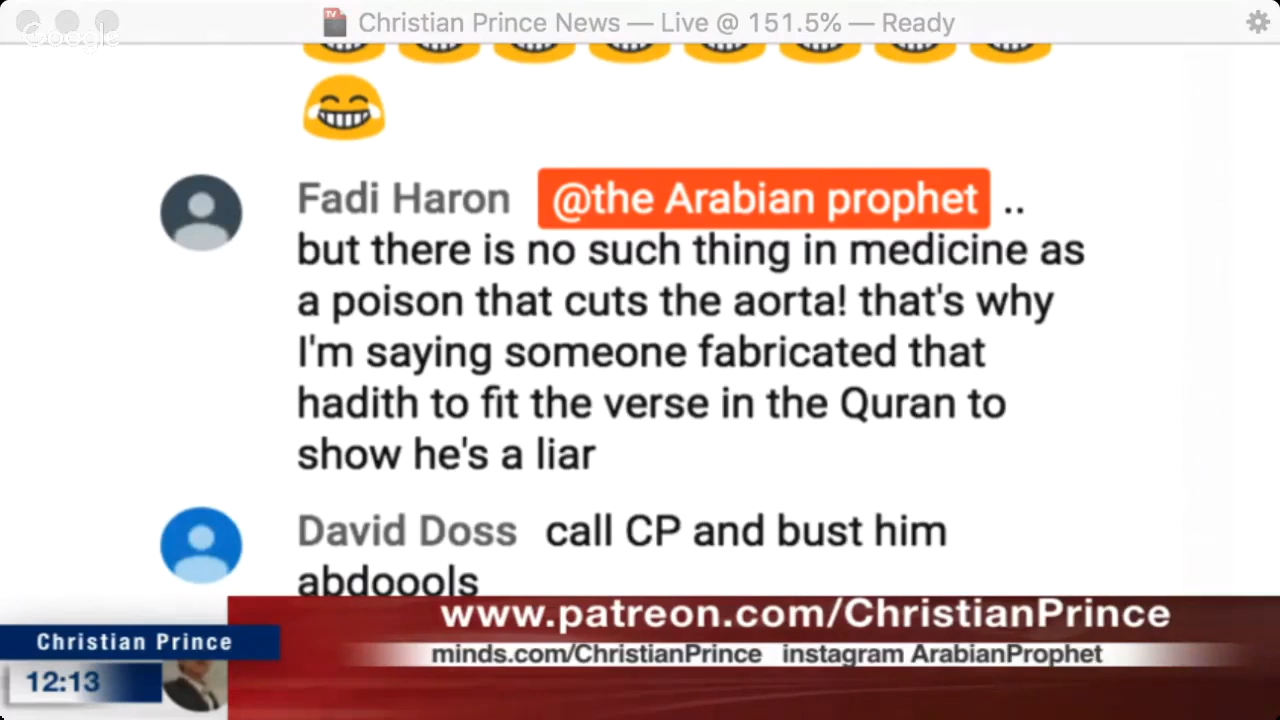 Christian Prince News — Live @ 151.5% — Ready
Google
Fadi Haron @the Arabian prophet ..
but there is no such thing in medicine as
a poison that cuts the aorta! that's why
I'm saying someone fabricated that
hadith to fit the verse in the Quran to
show he's a liar
David Doss call CP and bust him
abdoools
www.patreon.com/ChristianPrince
Christian Prince
minds.com/ChristianPrince instagram ArabianProphet
12:13